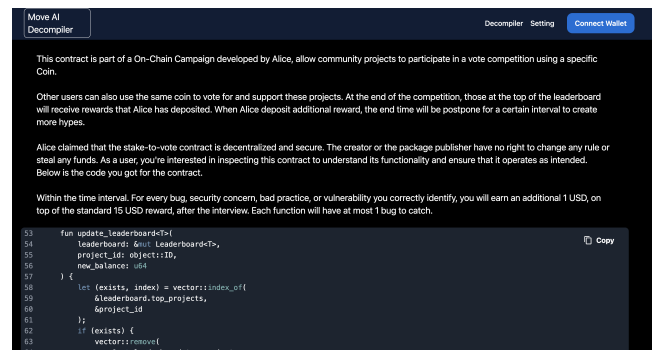 Move AI
Decompiler
Decompiler Setting Connect Wallet
This contract is part of a On-Chain Campaign developed by Alice, allow community projects to participate in a vote competition using a specific
Coin.
Other users can also use the same coin to vote for and support these projects. At the end of the competition, those at the top of the leaderboard
will receive rewards that Alice has deposited. When Alice deposit additional reward, the end time will be postpone for a certain interval to create
more hypes.
Alice claimed that the stake-to-vote contract is decentralized and secure. The creator or the package publisher have no right to change any rule or
steal any funds. As a user, you're interested in inspecting this contract to understand its functionality and ensure that it operates as intended.
Below is the code you got for the contract.
Within the time interval. For every bug, security concern, bad practice, or vulnerability you correctly identify, you will earn an additional 1 USD, on
top of the standard 15 USD reward, after the interview. Each function will have at most 1 bug to catch.
Copy
53 fun update_leaderboard<T>(
54 leaderboard: &mut Leaderboard<T>,
55 project_id: object::ID,
56 new_balance: u64
57 ) {
58 let (exists, index) = vector::index_of(
59 &leaderboard.top_projects,
60 &project_id
61 );
62 if (exists) {
63 vector::remove(